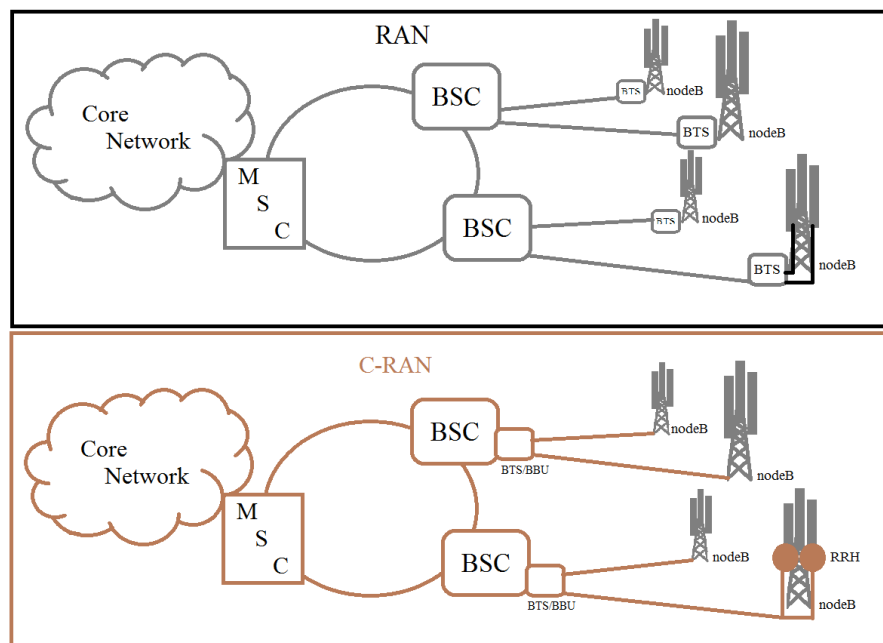 RAN
Core
Network
M
S
C
BSC
BTS
nodeB
BTS
nodeB
BSC
BTS
nodeB
BTS
nodeB
C-RAN
Core
Network
M
S
C
BSC
BTS/BBU
nodeB
nodeB
BSC
BTS/BBU
nodeB
RRH
nodeB